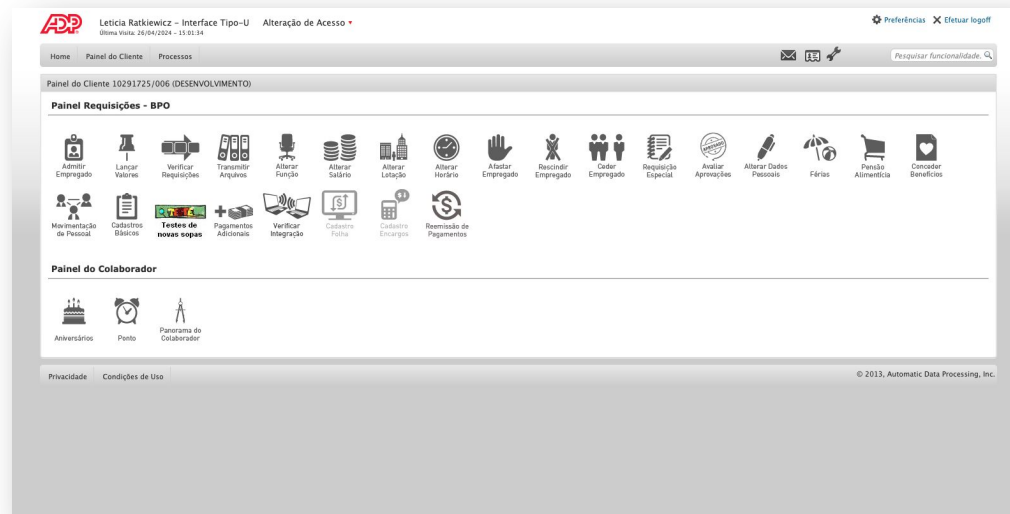 ADP
Leticia Ratkiewicz - Interface Tipo-U Alteração de Acesso
Última Visita: 26/04/2024 - 15:01:34
Preferências
Efetuar logoff
Home Painel do Cliente Processos
Pesquisar funcionalidade.
Painel do Cliente 10291725/006 (DESENVOLVIMENTO)
Painel Requisições - BPO
Admitir
Empregado
Lançar
Valores
Verificar
Requisições
Transmitir
Arquivos
Alterar
Função
Alterar
Salário
Alterar
Lotação
Alterar
Horário
Afastar
Empregado
Rescindir
Empregado
Ceder
Empregado
Requisição
Especial
APROVADO
Avaliar
Aprovações
Alterar Dados
Pessoais
Férias
Pensão
Alimentícia
Conceder
Benefícios
Movimentação
de Pessoal
Cadastros
Básicos
TESTE
Testes de
novas sopas
Pagamentos
Adicionais
Verificar
Integração
Cadastro
Folha
Cadastro
Encargos
Reemissão de
Pagamentos
Painel do Colaborador
Aniversários
Ponto
Panorama do
Colaborador
Privacidade Condições de Uso
© 2013, Automatic Data Processing, Inc.